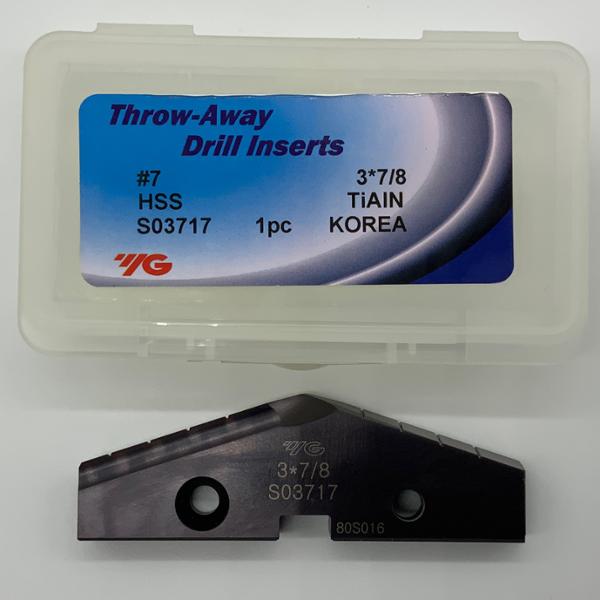 Throw-Away
Drill Inserts
#7 3*7/8
HSS TiAIN
S03717 1pc KOREA
YG
YG
3*7/8
S03717
80S016